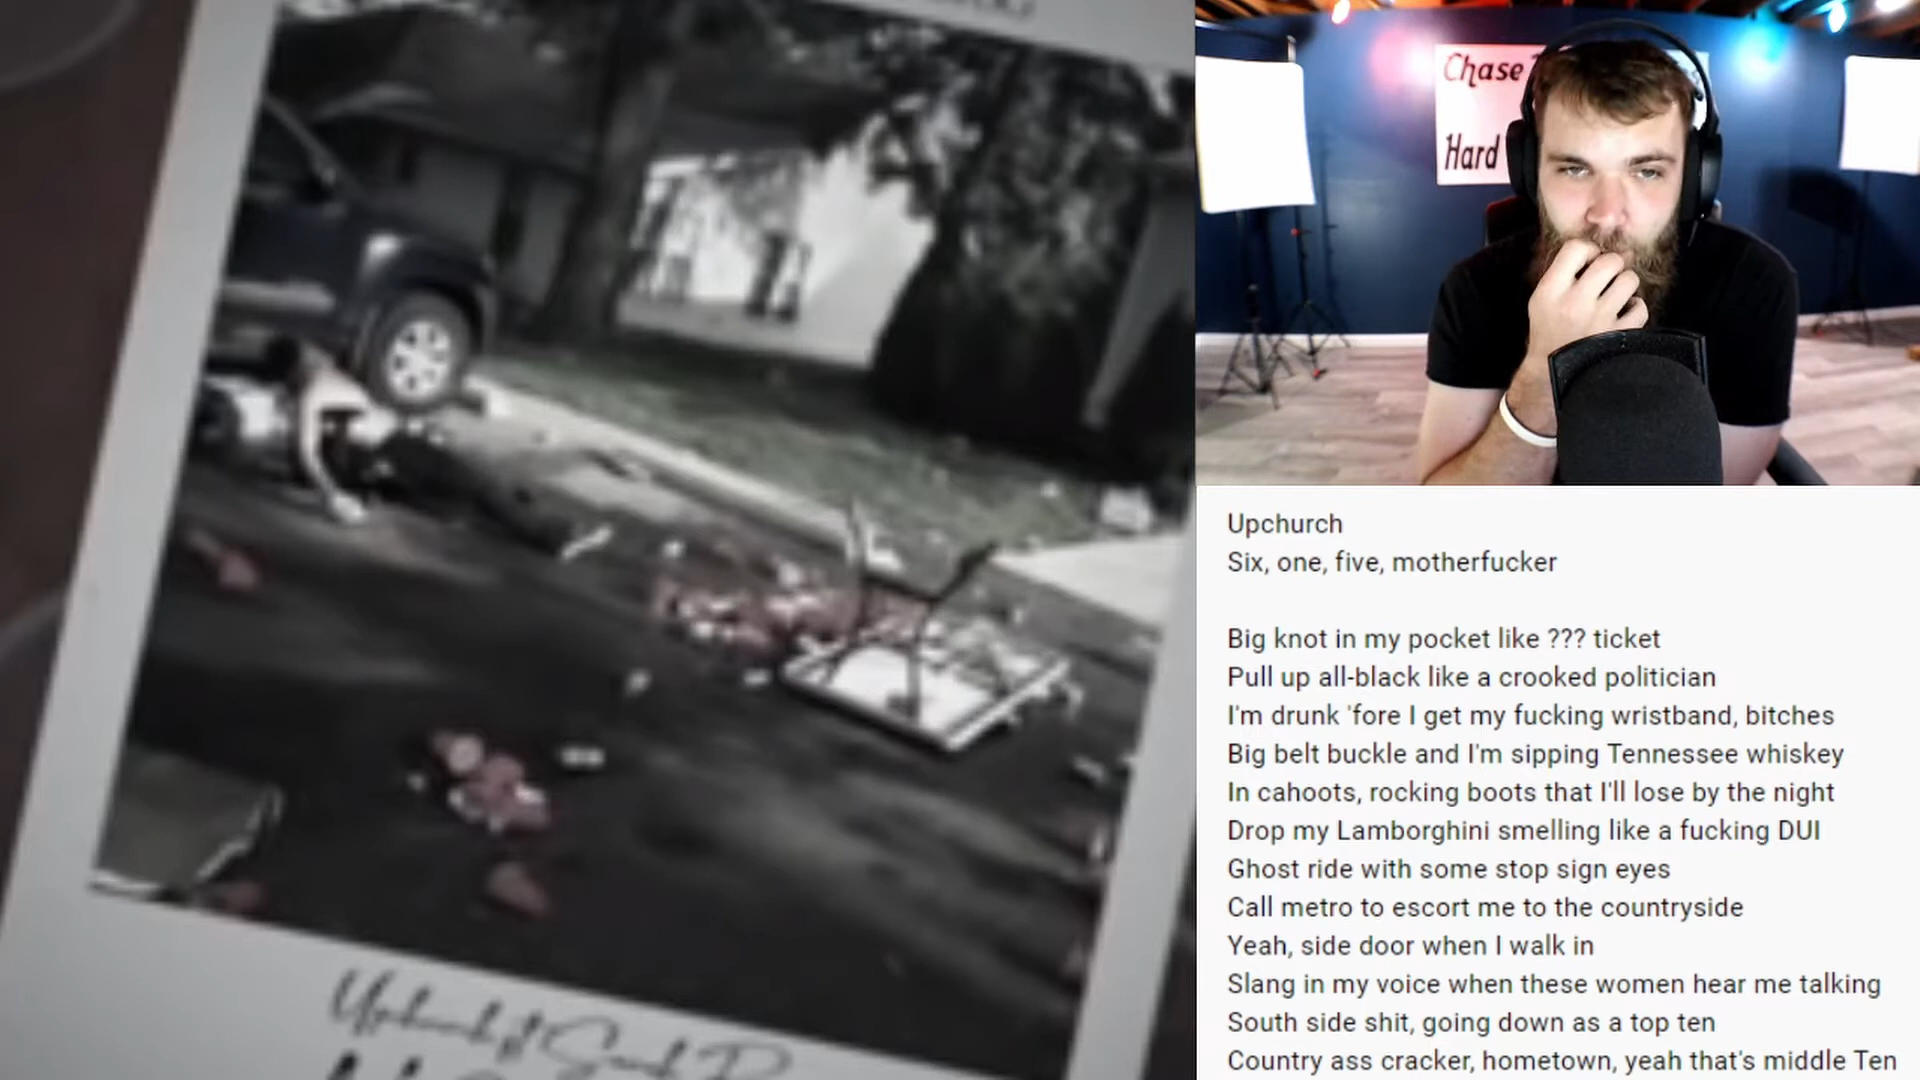 Chase
Hard
Upchurch
Six, one, five, motherfucker
Big knot in my pocket like ??? ticket
Pull up all-black like a crooked politician
I'm drunk 'fore I get my fucking wristband, bitches
Big belt buckle and I'm sipping Tennessee whiskey
In cahoots, rocking boots that I'll lose by the night
Drop my Lamborghini smelling like a fucking DUI
Ghost ride with some stop sign eyes
Call metro to escort me to the countryside
Yeah, side door when I walk in
Slang in my voice when these women hear me talking
South side shit, going down as a top ten
Country ass cracker, hometown, yeah that's middle Ten